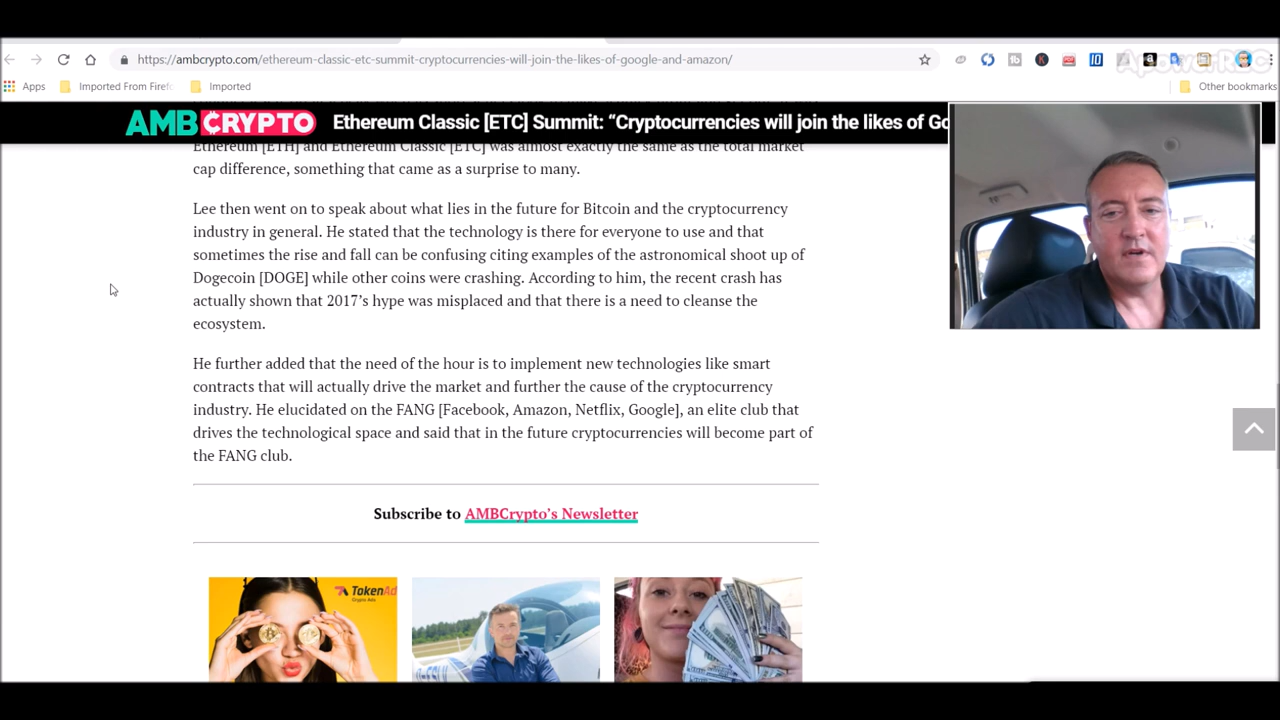 ApowerREC
https://ambcrypto.com/ethereum-classic-etc-summit-cryptocurrencies-will-join-the-likes-of-google-and-amazon/
Apps
Imported From Firef
Imported
Other bookmarks
AMBCRYPTO
Ethereum Classic [ETC] Summit: “Cryptocurrencies will join the likes of Go
Ethereum [ETH] and Ethereum Classic [ETC] was almost exactly the same as the total market
cap difference, something that came as a surprise to many.
Lee then went on to speak about what lies in the future for Bitcoin and the cryptocurrency
industry in general. He stated that the technology is there for everyone to use and that
sometimes the rise and fall can be confusing citing examples of the astronomical shoot up of
Dogecoin [DOGE] while other coins were crashing. According to him, the recent crash has
actually shown that 2017’s hype was misplaced and that there is a need to cleanse the
ecosystem.
He further added that the need of the hour is to implement new technologies like smart
contracts that will actually drive the market and further the cause of the cryptocurrency
industry. He elucidated on the FANG [Facebook, Amazon, Netflix, Google], an elite club that
drives the technological space and said that in the future cryptocurrencies will become part of
the FANG club.
Subscribe to AMBCrypto’s Newsletter
TokenAd
Crypto Ads